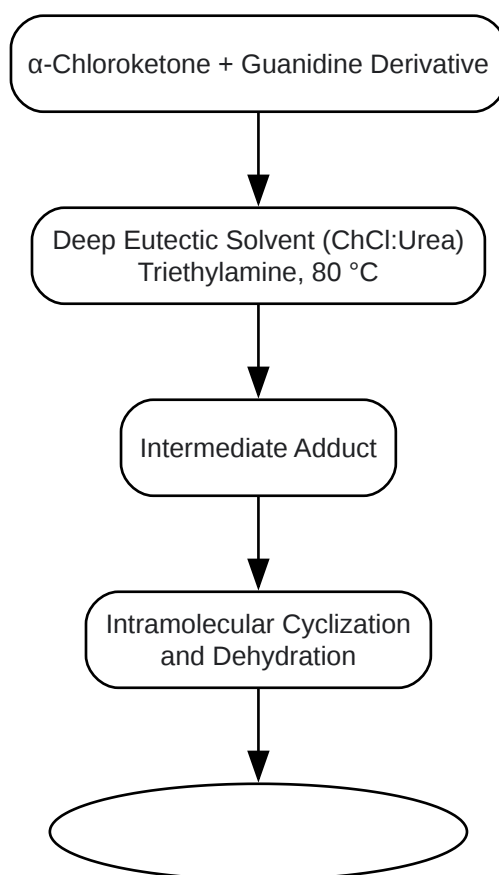 α-Chloroketone + Guanidine Derivative
Deep Eutectic Solvent (ChCl:Urea)
Triethylamine, 80 °C
Intermediate Adduct
Intramolecular Cyclization
and Dehydration